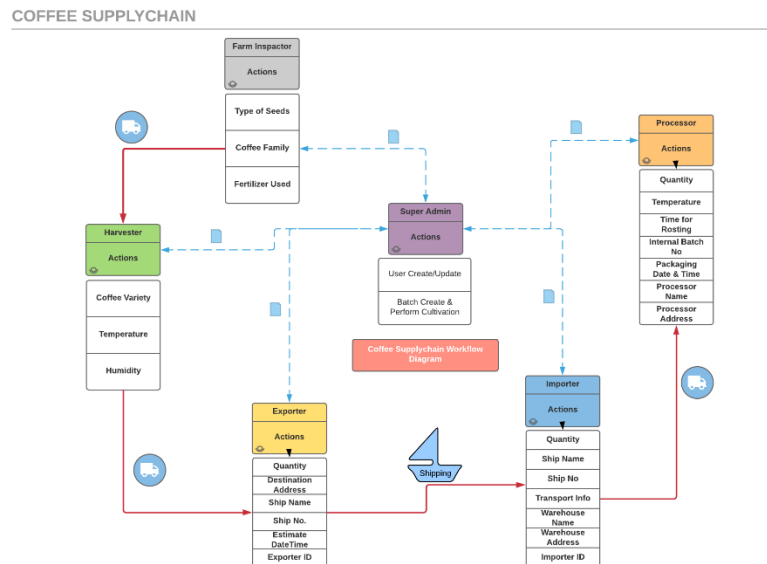 COFFEE SUPPLYCHAIN
Farm Inspactor
Actions
Type of Seeds
Coffee Family
Fertilizer Used
Processor
Actions
Quantity
Temperature
Time for
Rosting
Internal Batch
No
Packaging
Date & Time
Processor
Name
Processor
Address
Super Admin
Actions
User Create/Update
Batch Create &
Perform Cultivation
Harvester
Actions
Coffee Variety
Temperature
Humidity
Coffee Supplychain Workflow
Diagram
Exporter
Actions
Quantity
Destination
Address
Ship Name
Ship No.
Estimate
DateTime
Exporter ID
Shipping
Importer
Actions
Quantity
Ship Name
Ship No
Transport Info
Warehouse
Name
Warehouse
Address
Importer ID